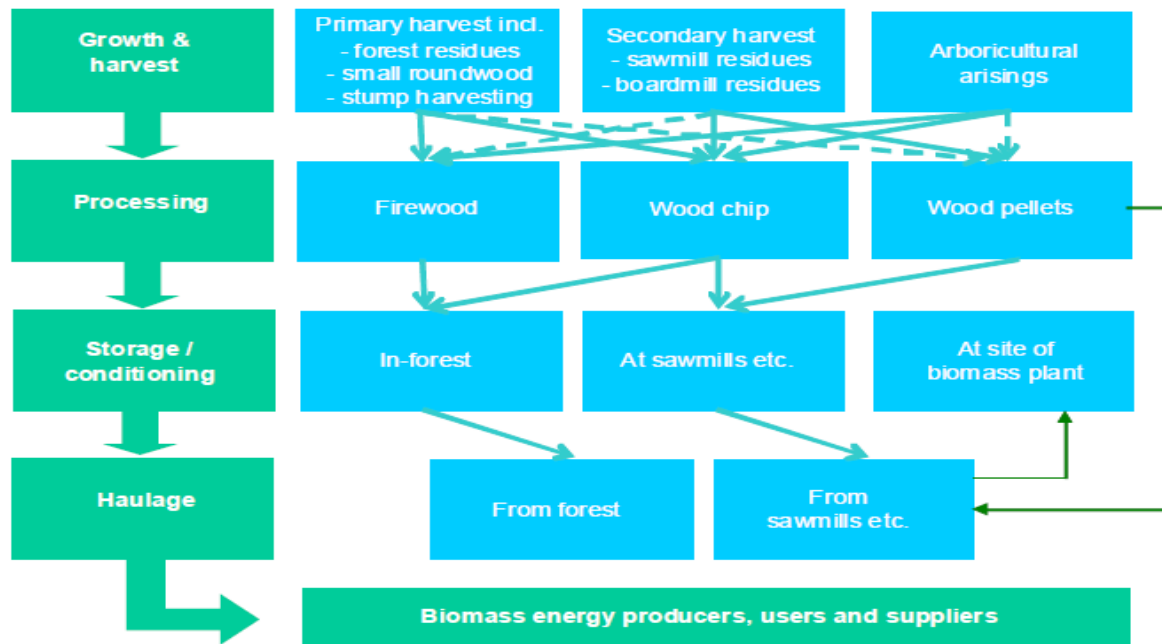 Growth &
harvest
Primary harvest incl.
- forest residues
- small roundwood
- stump harvesting
Secondary harvest
- sawmill residues
- boardmill residues
Arboricultural
arisings
Processing
Firewood
Wood chip
Wood pellets
Storage /
conditioning
In-forest
At sawmills etc.
At site of
biomass plant
Haulage
From forest
From
sawmills etc.
Biomass energy producers, users and suppliers